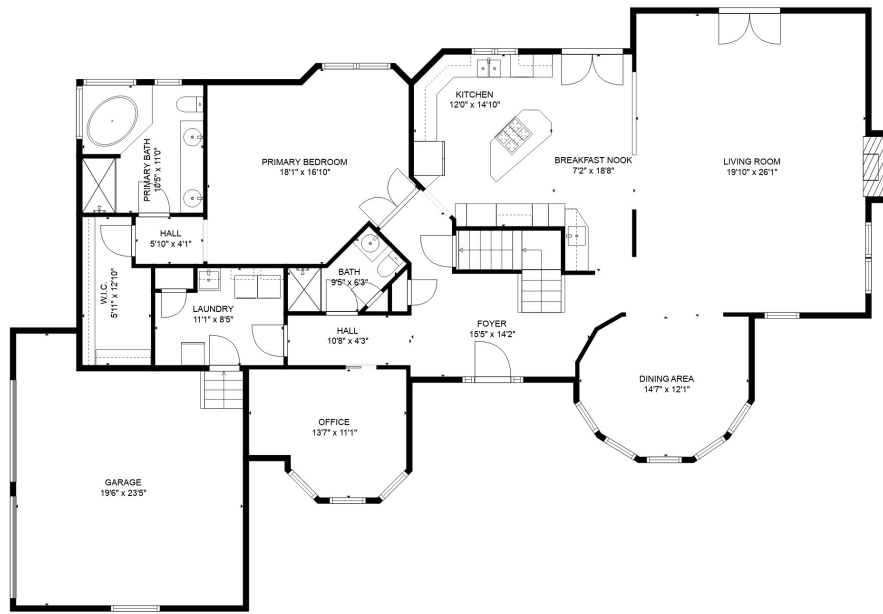 KITCHEN
12'0" x 14'10"
PRIMARY BATH
10'5" x 11'0"
PRIMARY BEDROOM
18'1" x 16'10"
BREAKFAST NOOK
7'2" x 18'8"
LIVING ROOM
19'10" x 26'1"
HALL
5'10" x 4'1"
W.I.C.
5'11" x 12'10"
BATH
9'5" x 6'3"
LAUNDRY
11'1" x 8'5"
HALL
10'8" x 4'3"
FOYER
15'5" x 14'2"
DINING AREA
14'7" x 12'1"
OFFICE
13'7" x 11'1"
GARAGE
19'6" x 23'5"